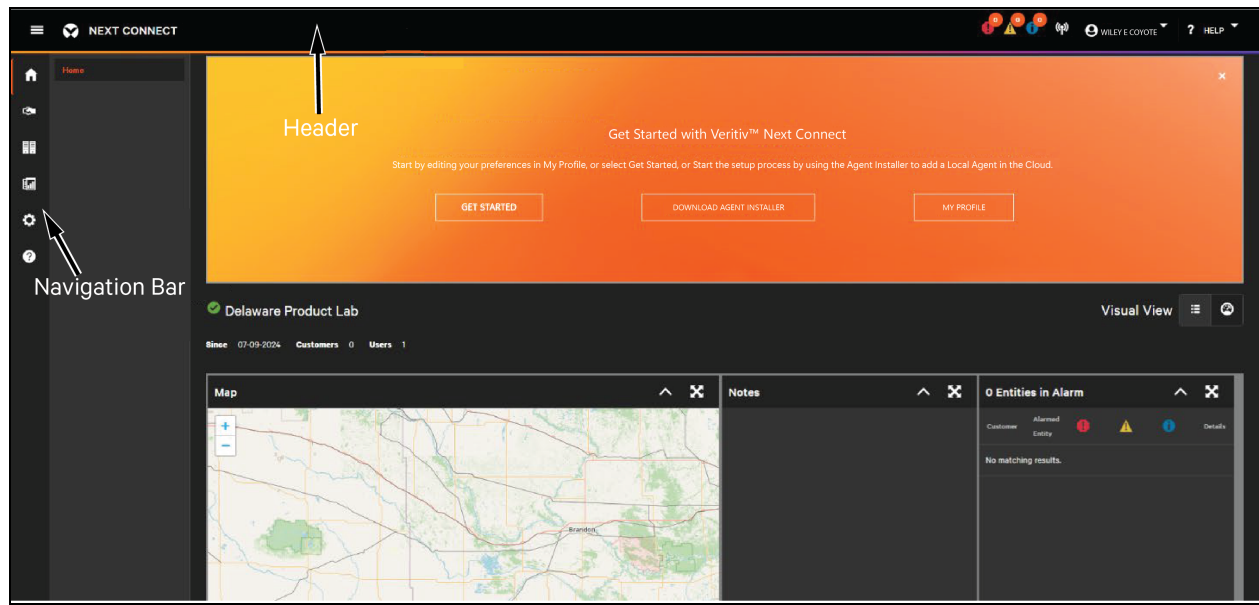 NEXT CONNECT
0 0 0
WILEY E COYOTE
? HELP
Home
Header
Get Started with Veritiv™ Next Connect
Start by editing your preferences in My Profile, or select Get Started, or Start the setup process by using the Agent Installer to add a Local Agent in the Cloud.
GET STARTED
DOWNLOAD AGENT INSTALLER
MY PROFILE
Navigation Bar
Delaware Product Lab
Visual View
Since 07-09-2024 Customers 0 Users 1
Map
Notes
0 Entities in Alarm
+
−
Customer
Alarmed
Entity
Details
No matching results.
Brandon